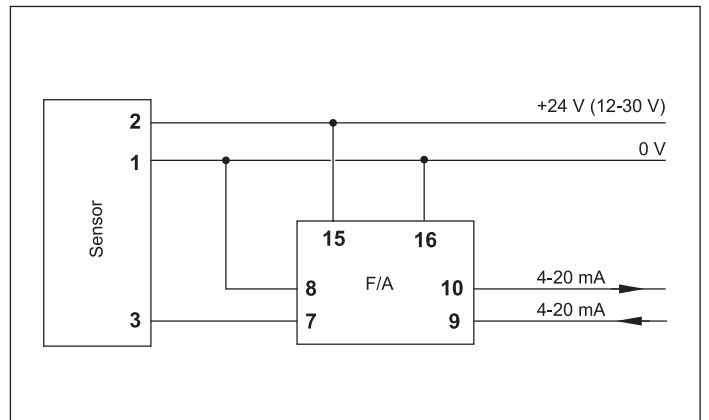 +24 V (12-30 V)
2
0 V
1
Sensor
15 16
F/A
8 10 4-20 mA
3 7 9 4-20 mA